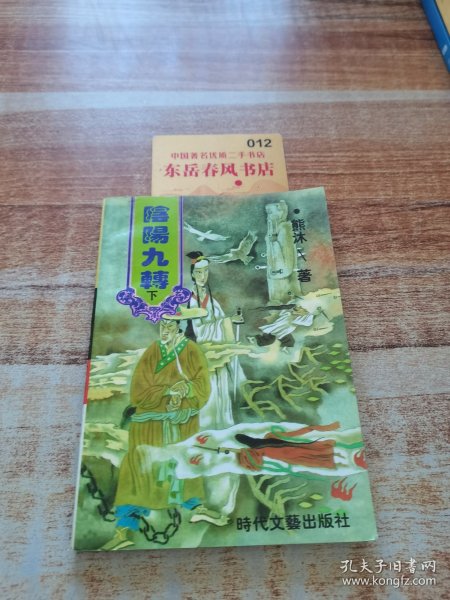 012
中国著名优质二手书店
东岳春风书店
陰陽九轉
下
熊沐 著
時代文藝出版社
孔夫子旧书网
www.kongfz.com